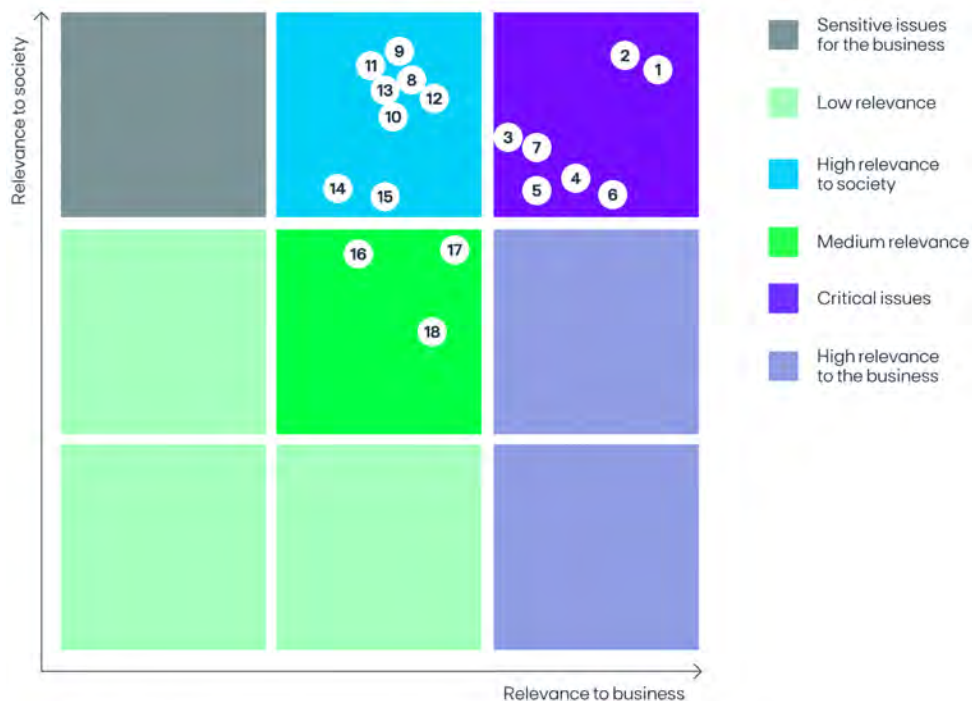 Relevance to society
9
11
8
13
12
10
14
15
2
1
3
7
4
5
6
16
17
18
Relevance to business
Sensitive issues
for the business
Low relevance
High relevance
to society
Medium relevance
Critical issues
High relevance
to the business